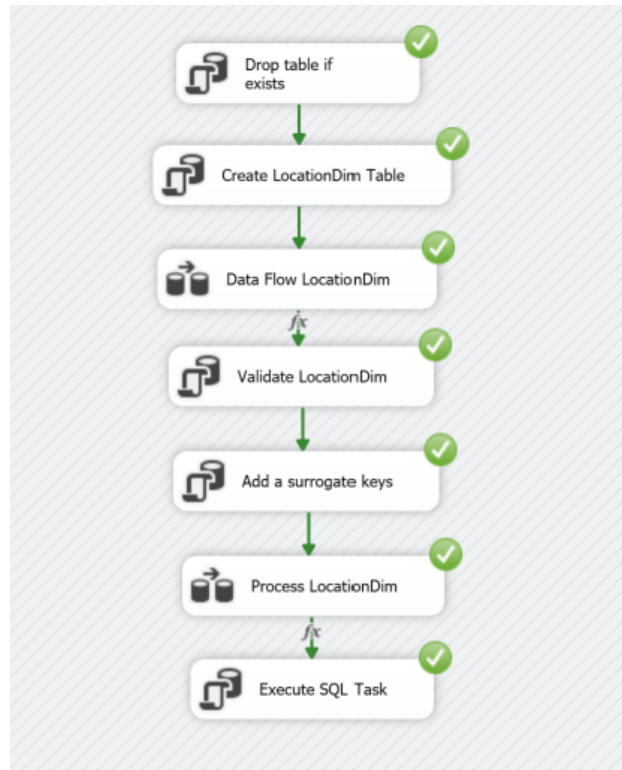 Drop table if
exists
Create LocationDim Table
Data Flow LocationDim
fx
Validate LocationDim
Add a surrogate keys
Process LocationDim
fx
Execute SQL Task